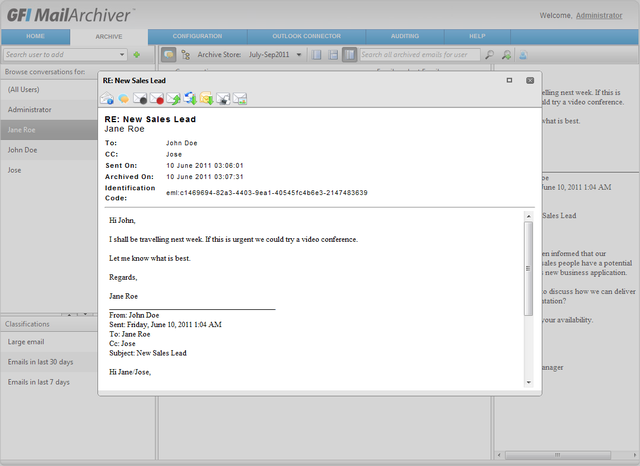 GFI MailArchiver™
Welcome, Administrator
HOME ARCHIVE CONFIGURATION OUTLOOK CONNECTOR AUDITING HELP
Search user to add
Archive Store: July-Sep2011
Search all archived emails for user
Browse conversations for:
(All Users)
Administrator
Jane Roe
John Doe
Jose
Classifications
Large email
Emails in last 30 days
Emails in last 7 days
RE: New Sales Lead
RE: New Sales Lead
Jane Roe
To: John Doe
CC: Jose
Sent On: 10 June 2011 03:06:01
Archived On: 10 June 2011 03:07:31
Identification
Code: eml:c1469694-82a3-4403-9ea1-40545fc4b6e3-2147483639
Hi John,
I shall be travelling next week. If this is urgent we could try a video conference.
Let me know what is best.
Regards,
Jane Roe
From: John Doe
Sent: Friday, June 10, 2011 1:04 AM
To: Jane Roe
Cc: Jose
Subject: New Sales Lead
Hi Jane/Jose,
elling next week. If this is
uld try a video conference.
what is best.
oe
June 10, 2011 1:04 AM
Sales Lead
en informed that our
sales people have a potential
s new business application.
o discuss how we can deliver
ntation?
your availability.
anager